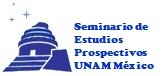 Seminario de
Estudios
Prospectivos
UNAM México